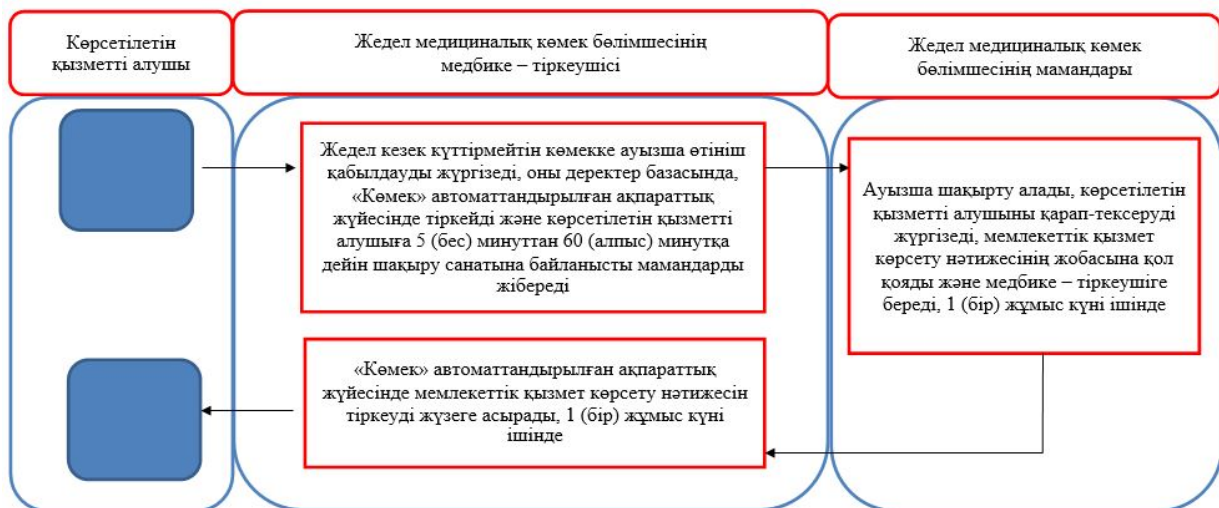 Көрсетілетін
қызметті алушы
Жедел медициналық көмек бөлімшесінің
медбике – тіркеушісі
Жедел медициналық көмек
бөлімшесінің мамандары
Жедел кезек күттірмейтін көмекке ауызша өтініш
қабылдауды жүргізеді, оны деректер базасында,
«Көмек» автоматтандырылған ақпараттық
жүйесінде тіркейді және көрсетілетін қызметті
алушыға 5 (бес) минуттан 60 (алпыс) минутқа
дейін шақыру санатына байланысты мамандарды
жібереді
Ауызша шақырту алады, көрсетілетін
қызметті алушыны қарап-тексеруді
жүргізеді, мемлекеттік қызмет
көрсету нәтижесінің жобасына қол
қояды және медбике – тіркеушіге
береді, 1 (бір) жұмыс күні ішінде
«Көмек» автоматтандырылған ақпараттық
жүйесінде мемлекеттік қызмет көрсету нәтижесін
тіркеуді жүзеге асырады, 1 (бір) жұмыс күні
ішінде